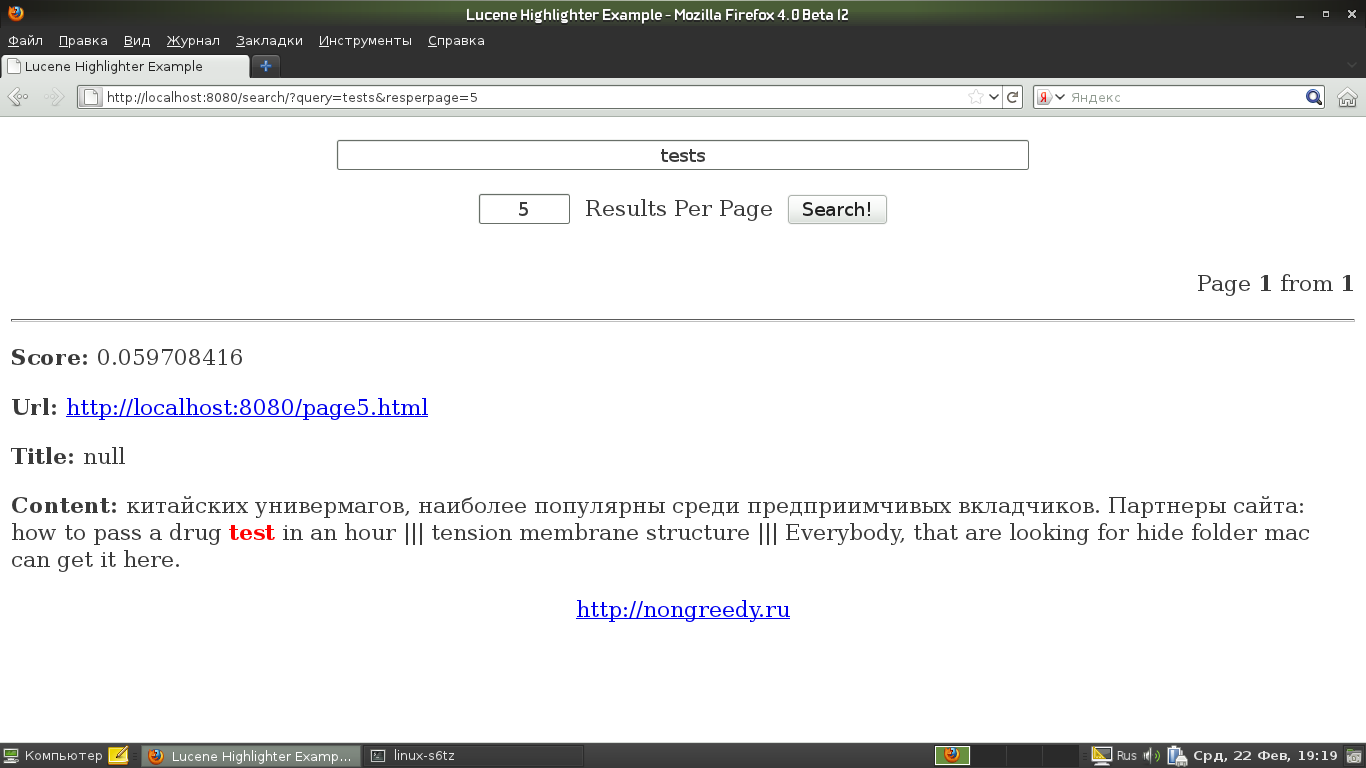 Lucene Highlighter Example - Mozilla Firefox 4.0 Beta 12
Файл Правка Вид Журнал Закладки Инструменты Справка
Lucene Highlighter Example
http://localhost:8080/search/?query=tests&resperpage=5 Я Яндекс
tests
5 Results Per Page Search!
Page 1 from 1
Score: 0.059708416
Url: http://localhost:8080/page5.html
Title: null
Content: китайских универмагов, наиболее популярны среди предприимчивых вкладчиков. Партнеры сайта:
how to pass a drug test in an hour ||| tension membrane structure ||| Everybody, that are looking for hide folder mac
can get it here.
http://nongreedy.ru
Компьютер Lucene Highlighter Examp... linux-s6tz Rus Срд, 22 Фев, 19:19